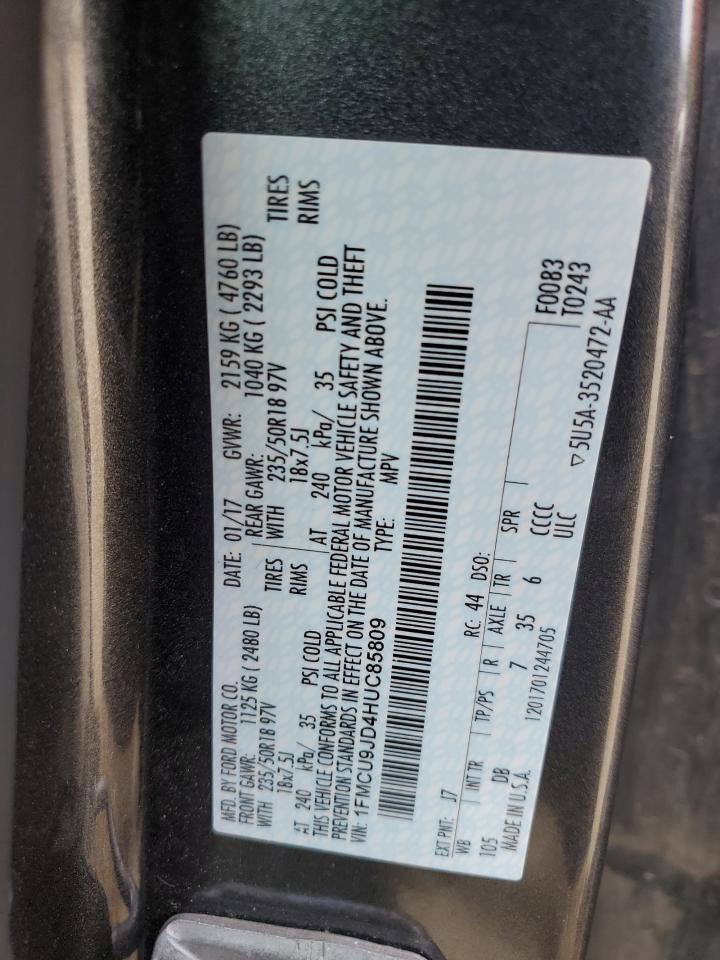 MFD. BY FORD MOTOR CO. DATE: 01/17 GVWR: 2159 KG ( 4760 LB)
FRONT GAWR: 1125 KG ( 2480 LB) REAR GAWR: 1040 KG ( 2293 LB)
WITH 235/50R18 97V TIRES WITH 235/50R18 97V TIRES
18x7.5J RIMS 18x7.5J RIMS
AT 240 kPa/ 35 PSI COLD AT 240 kPa/ 35 PSI COLD
THIS VEHICLE CONFORMS TO ALL APPLICABLE FEDERAL MOTOR VEHICLE SAFETY AND THEFT
PREVENTION STANDARDS IN EFFECT ON THE DATE OF MANUFACTURE SHOWN ABOVE.
VIN: 1FMCU9JD4HUC85809 TYPE: MPV
EXT PNT: J7 RC: 44 DSO: F0083
WB INT TR TP/PS R AXLE TR SPR T0243
105 DB 7 35 6 CCCC
MADE IN U.S.A. 1201701244705 ULC ▽ 5U5A-3520472-AA